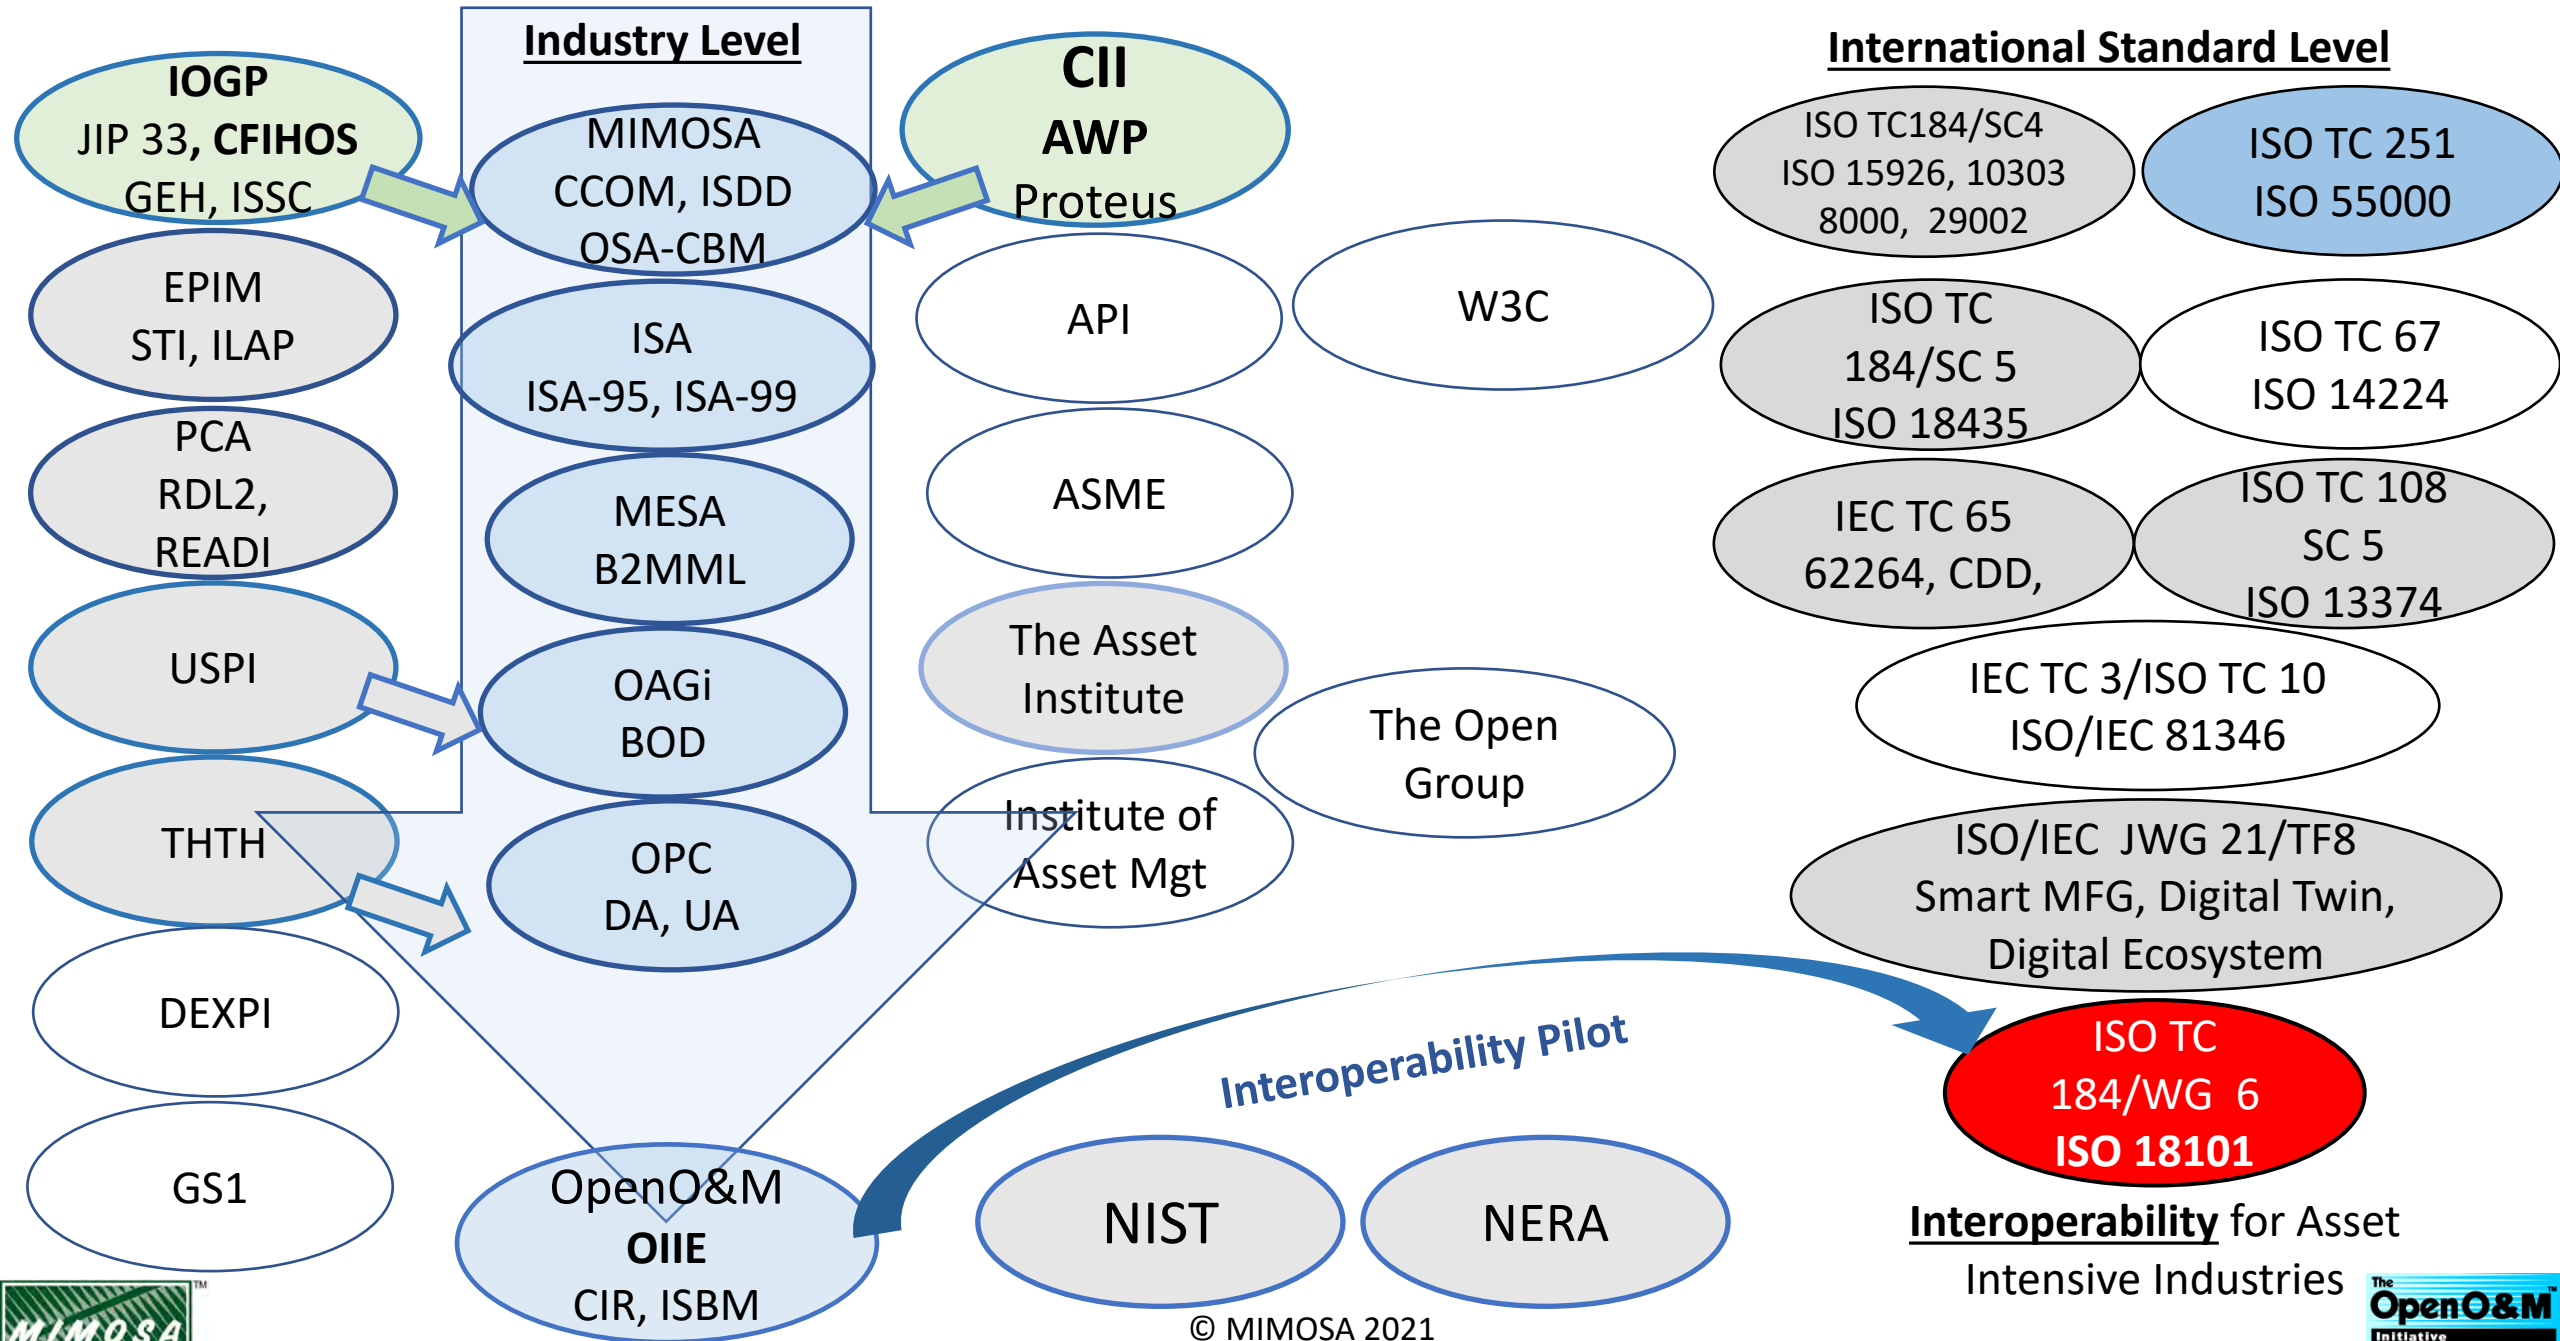 Industry Level
International Standard Level
IOGP
JIP 33, CFIHOS
GEH, ISSC
EPIM
STI, ILAP
PCA
RDL2,
READI
USPI
THTH
DEXPI
GS1
MIMOSA
CCOM, ISDD
OSA-CBM
ISA
ISA-95, ISA-99
MESA
B2MML
OAGi
BOD
OPC
DA, UA
OpenO&M
OIIE
CIR, ISBM
CII
AWP
Proteus
API
W3C
ASME
The Asset
Institute
The Open
Group
Institute of
Asset Mgt
Interoperability Pilot
NIST
NERA
ISO TC184/SC4
ISO 15926, 10303
8000, 29002
ISO TC 251
ISO 55000
ISO TC
184/SC 5
ISO 18435
ISO TC 67
ISO 14224
IEC TC 65
62264, CDD,
ISO TC 108
SC 5
ISO 13374
IEC TC 3/ISO TC 10
ISO/IEC 81346
ISO/IEC JWG 21/TF8
Smart MFG, Digital Twin,
Digital Ecosystem
ISO TC
184/WG 6
ISO 18101
Interoperability for Asset
Intensive Industries
MIMOSA™
© MIMOSA 2021
The
OpenO&M™
Initiative